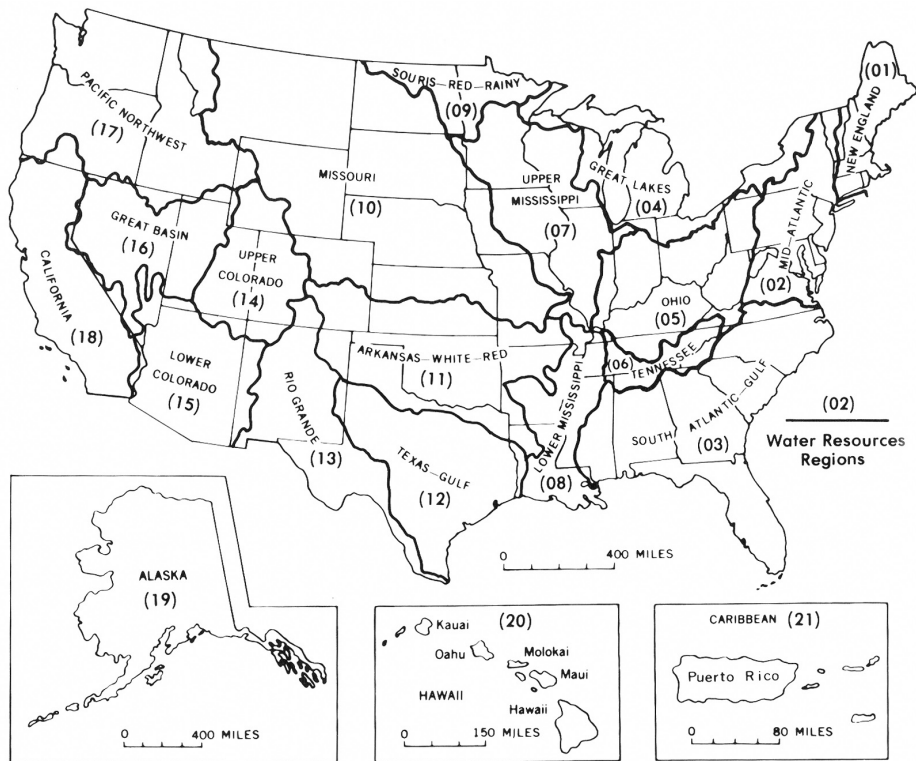 PACIFIC NORTHWEST
(17)
SOURIS—RED—RAINY
(09)
(01)
NEW ENGLAND
MISSOURI
(10)
UPPER
MISSISSIPPI
(07)
GREAT LAKES
(04)
MID—ATLANTIC
(02)
GREAT BASIN
(16)
UPPER
COLORADO
(14)
CALIFORNIA
(18)
OHIO
(05)
LOWER
COLORADO
(15)
ARKANSAS—WHITE—RED
(11)
(06)
TENNESSEE
RIO GRANDE
(13)
TEXAS—GULF
(12)
LOWER MISSISSIPPI
(08)
SOUTH ATLANTIC—GULF
(03)
(02)
Water Resources
Regions
0 400 MILES
ALASKA
(19)
0 400 MILES
(20)
Kauai
Oahu
Molokai
Maui
HAWAII
Hawaii
0 150 MILES
CARIBBEAN (21)
Puerto Rico
0 80 MILES